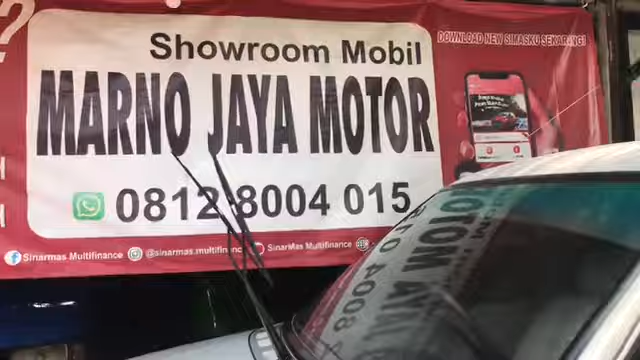 Showroom Mobil
MARNO JAYA MOTOR
0812 8004 015
DOWNLOAD NEW SIMASKU SEKARANG!
Sinarmas Multifinance
@sinarmas.multifinance
SinarMas Multifinance